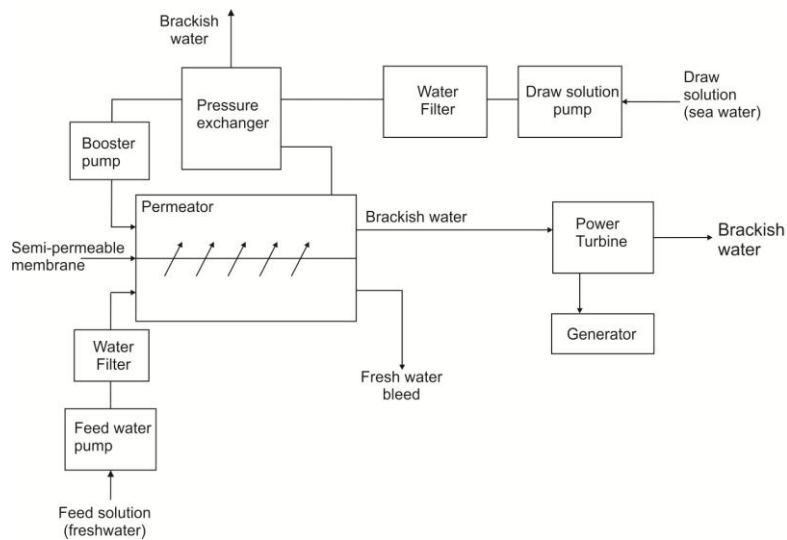 Brackish
water
Pressure
exchanger
Water
Filter
Draw solution
pump
Draw
solution
(sea water)
Booster
pump
Permeator
Brackish water
Power
Turbine
Brackish
water
Semi-permeable
membrane
Generator
Water
Filter
Fresh water
bleed
Feed water
pump
Feed solution
(freshwater)